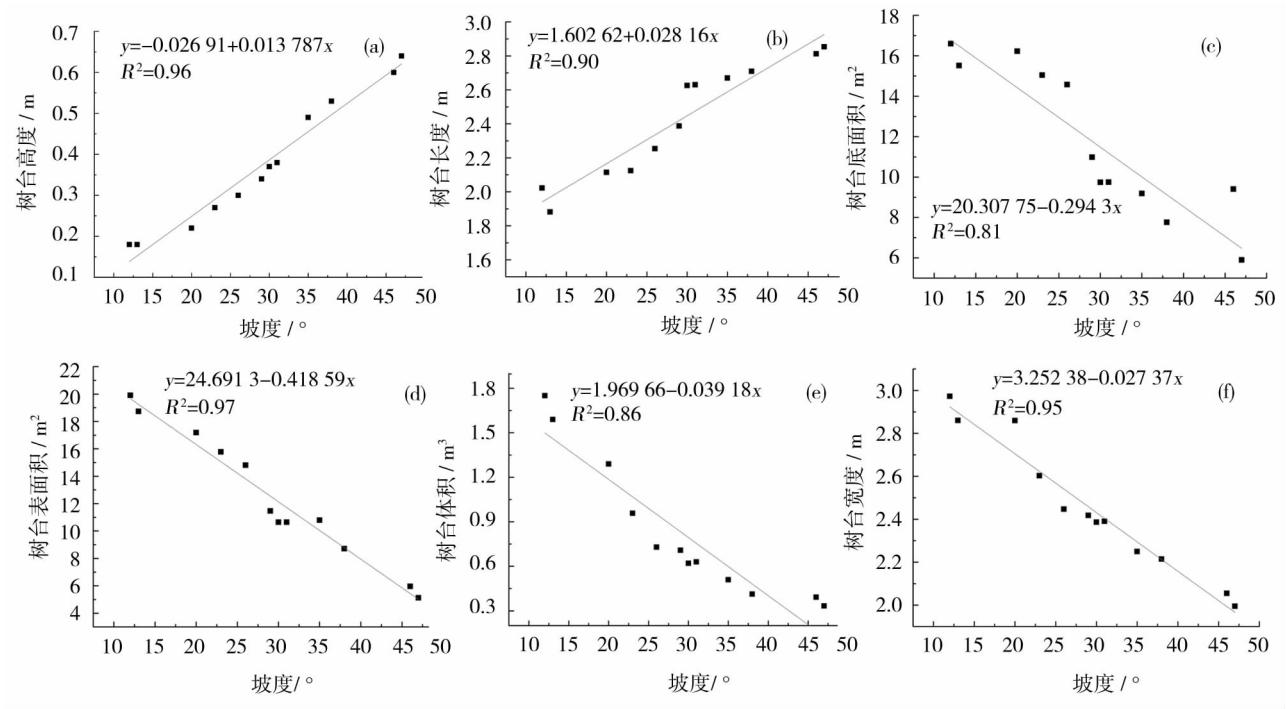 y=-0.026 91+0.013 787x
R²=0.96
(a)
0.7
0.6
0.5
0.4
0.3
0.2
0.1
树台高度 / m
10 15 20 25 30 35 40 45 50
坡度 / °
y=1.602 62+0.028 16x
R²=0.90
(b)
3.0
2.8
2.6
2.4
2.2
2.0
1.8
1.6
树台长度 / m
10 15 20 25 30 35 40 45 50
坡度 / °
(c)
18
16
14
12
10
8
6
树台底面积 / m²
y=20.307 75-0.294 3x
R²=0.81
10 15 20 25 30 35 40 45 50
坡度 / °
y=24.691 3-0.418 59x
R²=0.97
(d)
22
20
18
16
14
12
10
8
6
4
树台表面积 / m²
10 15 20 25 30 35 40 45 50
坡度/ °
y=1.969 66-0.039 18x
R²=0.86
(e)
1.8
1.5
1.2
0.9
0.6
0.3
树台体积 / m³
10 15 20 25 30 35 40 45 50
坡度/ °
y=3.252 38-0.027 37x
R²=0.95
(f)
3.0
2.8
2.6
2.4
2.2
2.0
树台宽度 / m
10 15 20 25 30 35 40 45 50
坡度 / °